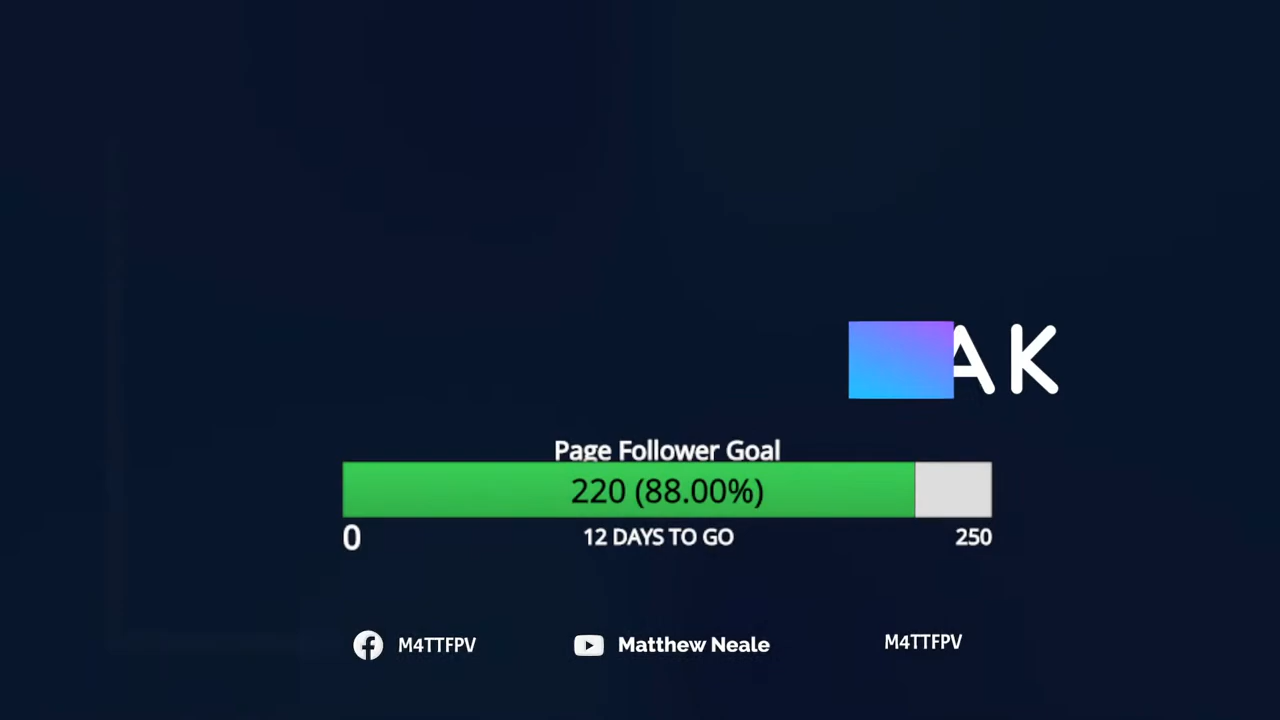 AK
Page Follower Goal
220 (88.00%)
0 12 DAYS TO GO 250
M4TTFPV Matthew Neale M4TTFPV